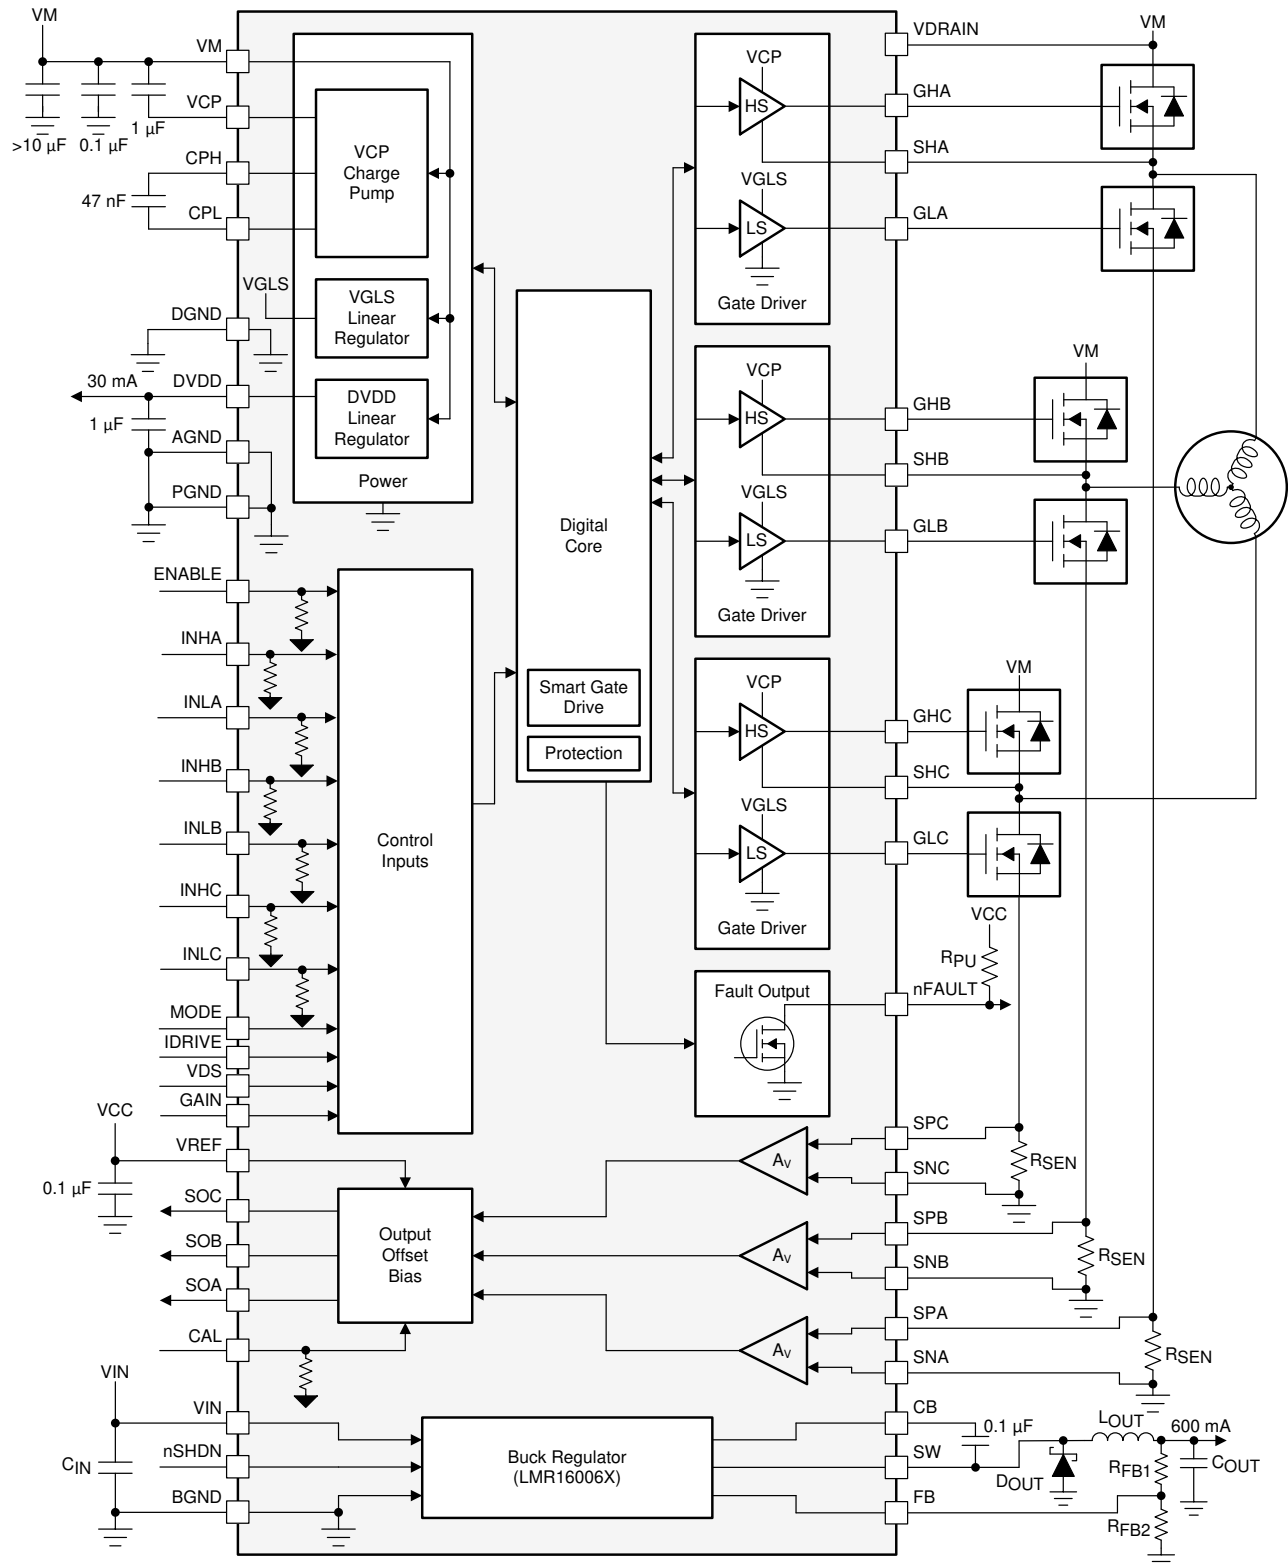 VM
VM
VCP
>10 µF
0.1 µF
1 µF
CPH
47 nF
CPL
VCP
Charge
Pump
VGLS
VGLS
Linear
Regulator
DGND
30 mA
DVDD
1 µF
DVDD
Linear
Regulator
AGND
PGND
Power
ENABLE
INHA
INLA
INHB
INLB
INHC
INLC
MODE
IDRIVE
VDS
GAIN
Control
Inputs
Digital
Core
Smart Gate
Drive
Protection
VCP
HS
VGLS
LS
Gate Driver
VCP
HS
VGLS
LS
Gate Driver
VCP
HS
VGLS
LS
Gate Driver
Fault Output
VDRAIN
VM
GHA
SHA
GLA
VM
GHB
SHB
GLB
VM
GHC
SHC
GLC
VCC
RPU
nFAULT
VCC
VREF
0.1 µF
SOC
SOB
SOA
CAL
Output
Offset
Bias
AV
AV
AV
SPC
SNC
RSEN
SPB
SNB
RSEN
SPA
SNA
RSEN
VIN
VIN
nSHDN
CIN
BGND
Buck Regulator
(LMR16006X)
CB
0.1 µF
SW
FB
LOUT
600 mA
DOUT
RFB1
COUT
RFB2